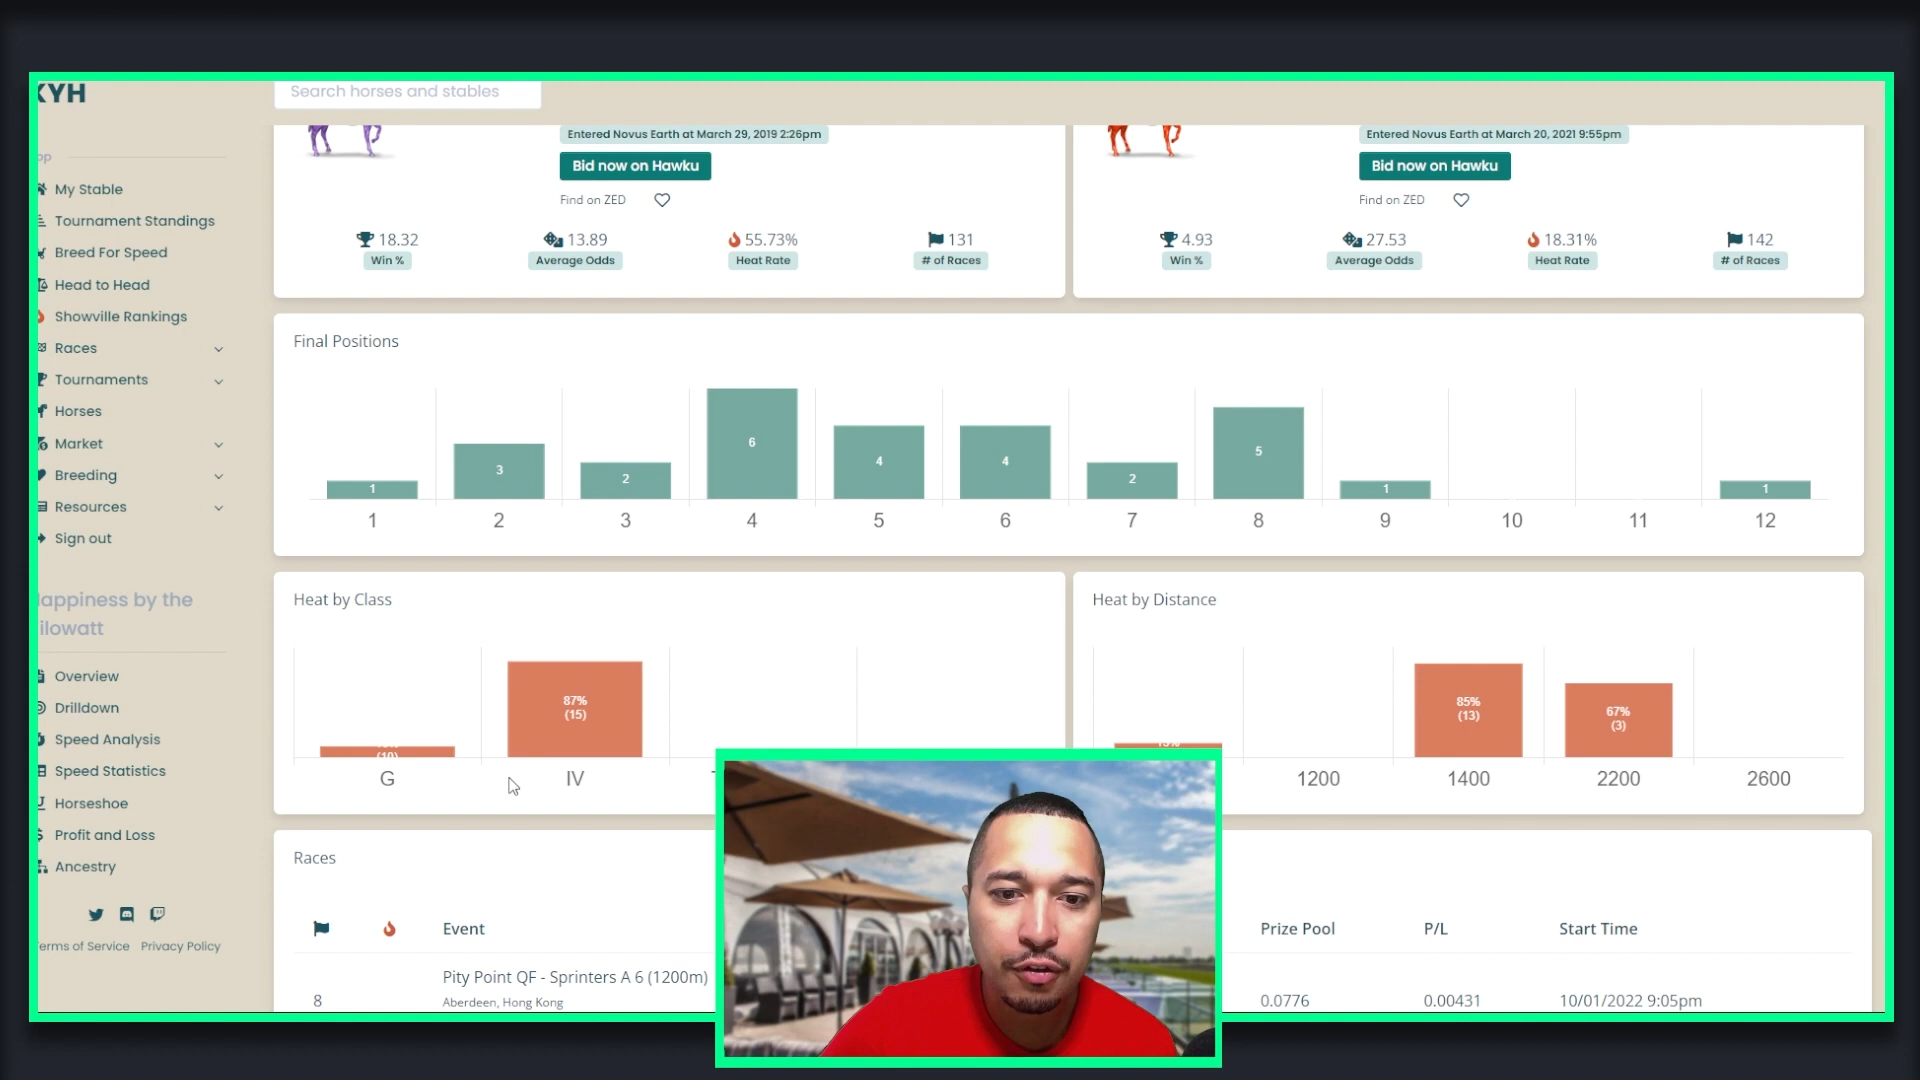 KYH
Search horses and stables
My Stable
Tournament Standings
Breed For Speed
Head to Head
Showville Rankings
Races
Tournaments
Horses
Market
Breeding
Resources
Sign out
appiness by the
ilowatt
Overview
Drilldown
Speed Analysis
Speed Statistics
Horseshoe
Profit and Loss
Ancestry
erms of Service Privacy Policy
Entered Novus Earth at March 29, 2019 2:26pm
Bid now on Hawku
Find on ZED
18.32 13.89 55.73% 131
Win % Average Odds Heat Rate # of Races
Entered Novus Earth at March 20, 2021 9:55pm
Bid now on Hawku
Find on ZED
4.93 27.53 18.31% 142
Win % Average Odds Heat Rate # of Races
Final Positions
1 3 2 6 4 4 2 5 1 1
1 2 3 4 5 6 7 8 9 10 11 12
Heat by Class
87%
(15)
(10)
G IV
Heat by Distance
85%
(13)
67%
(3)
1200 1400 2200 2600
Races
Event Prize Pool P/L Start Time
Pity Point QF - Sprinters A 6 (1200m)
8 0.0776 0.00431 10/01/2022 9:05pm
Aberdeen, Hong Kong